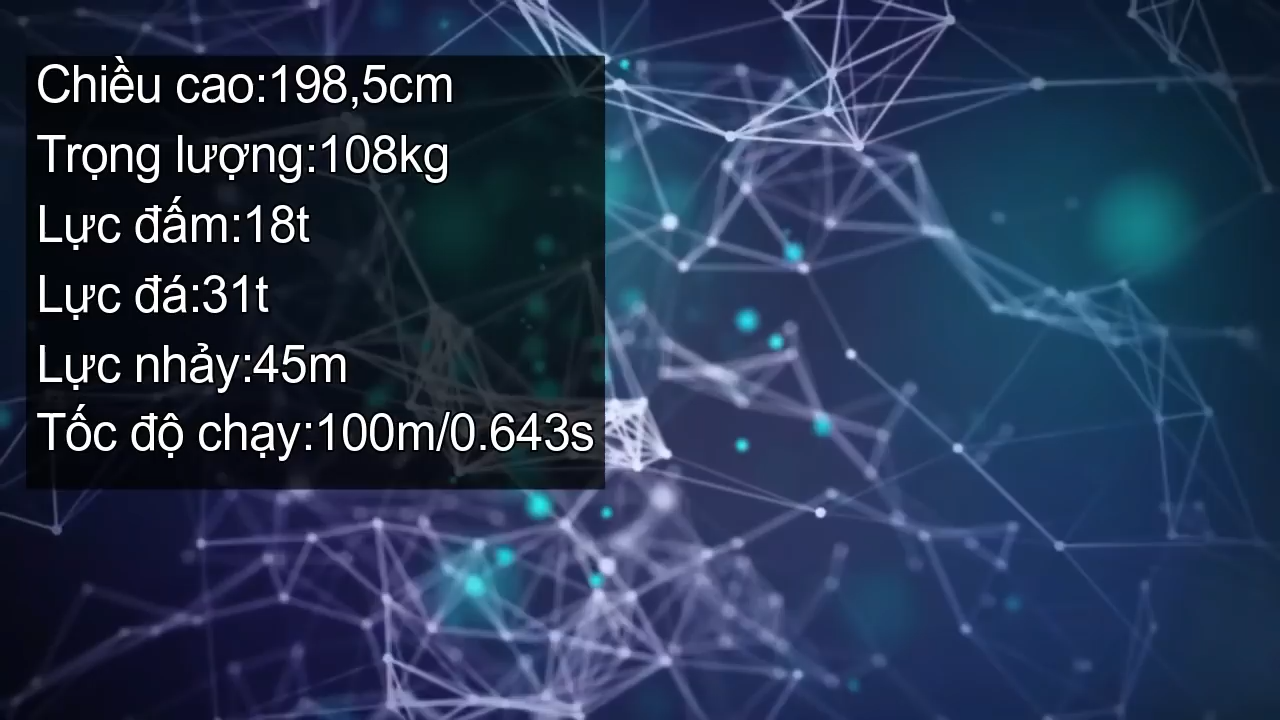 Chiều cao:198,5cm
Trọng lượng:108kg
Lực đấm:18t
Lực đá:31t
Lực nhảy:45m
Tốc độ chạy:100m/0.643s